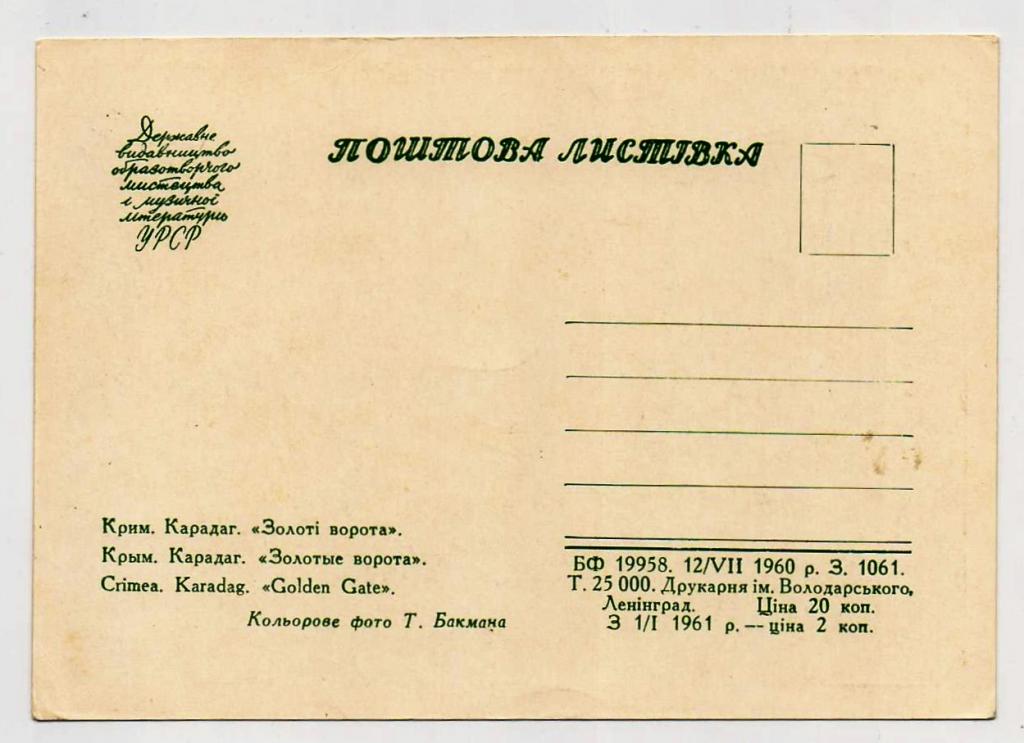 Державне
видавництво
образотворчого
мистецтва
і музичної
літератури
УРСР
ПОШТОВА ЛИСТІВКА
Крим. Карадаг. «Золоті ворота».
Крым. Карадаг. «Золотые ворота».
Crimea. Karadag. «Golden Gate».
Кольорове фото Т. Бакмана
БФ 19958. 12/VII 1960 р. З. 1061.
Т. 25 000. Друкарня ім. Володарського,
Ленінград. Ціна 20 коп.
З 1/I 1961 р. — ціна 2 коп.